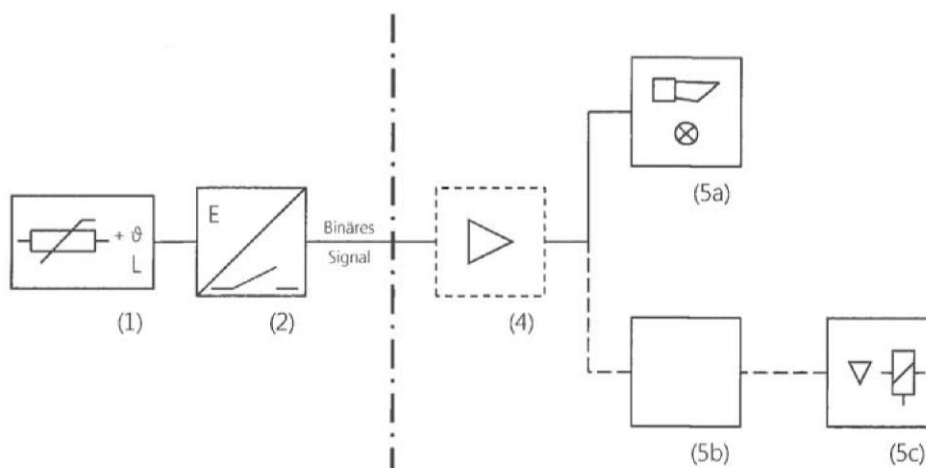 (5a)
+ ϑ
L
(1)
E
(2)
Binäres
Signal
(4)
(5b)
(5c)